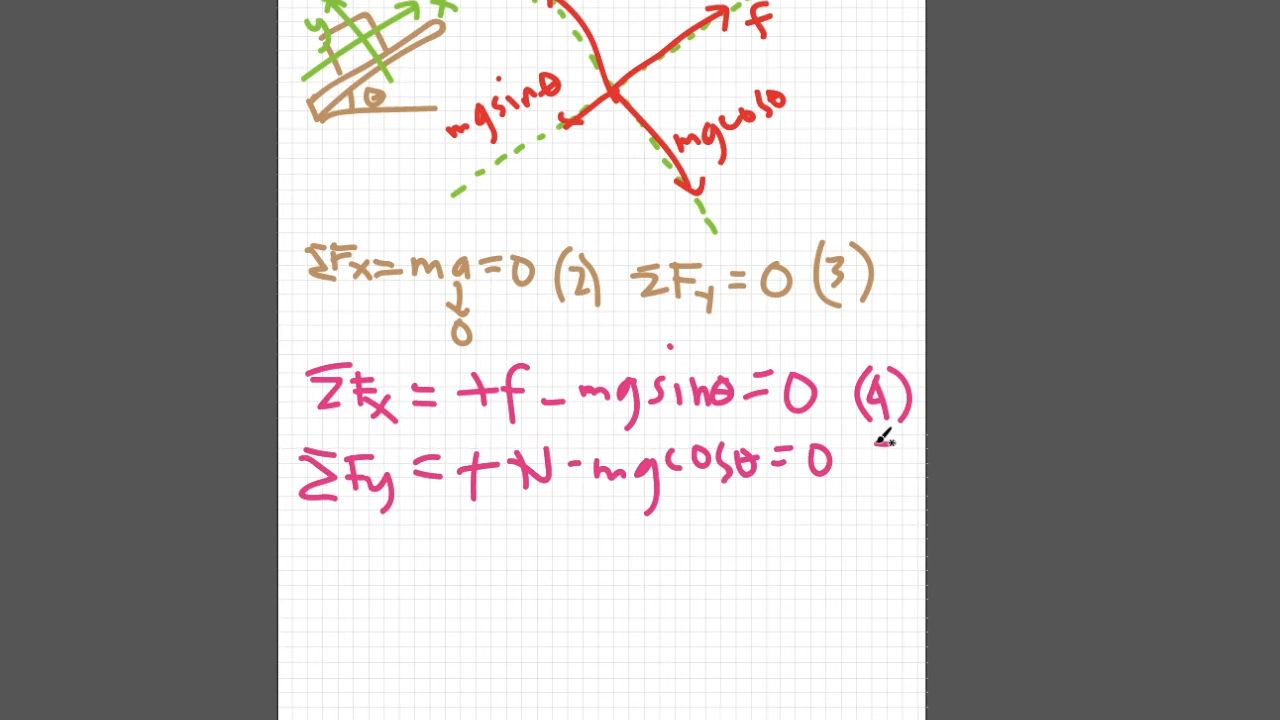 y x
f
θ
mgsinθ
mgcosθ
ΣFx = ma = 0 (2) ΣFy = 0 (3)
0
ΣFx = +f - mgsinθ = 0 (4)
ΣFy = +N - mgcosθ = 0